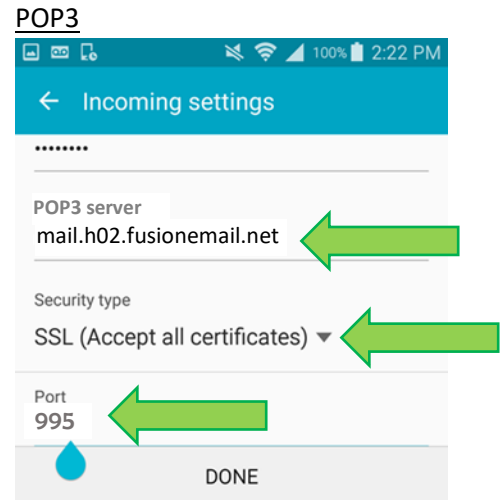 POP3
100% 2:22 PM
Incoming settings
••••••••
POP3 server
mail.h02.fusionemail.net
Security type
SSL (Accept all certificates)
Port
995
DONE